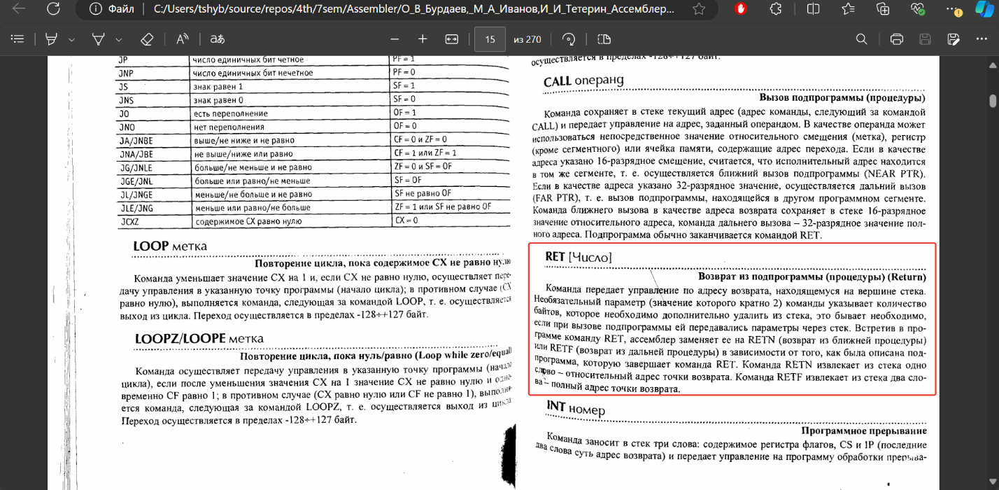 Файл
C:/Users/tshyb/source/repos/4th/7sem/Assembler/О_В_Бурдаев,_М_А_Иванов,И_И_Тетерин_Ассемблер...
15
из 270
JP число единичных бит четное PF = 1
JNP число единичных бит нечетное PF = 0
JS знак равен 1 SF = 1
JNS знак равен 0 SF = 0
JO есть переполнение OF = 1
JNO нет переполнения OF = 0
JA/JNBE выше/не ниже и не равно CF = 0 и ZF = 0
JNA/JBE не выше/ниже или равно CF = 1 или ZF = 1
JG/JNLE больше/не меньше и не равно ZF = 0 и SF = OF
JGE/JNL больше или равно/не меньше SF = OF
JL/JNGE меньше/не больше и не равно SF не равно OF
JLE/JNG меньше или равно/не больше ZF = 1 или SF не равно OF
JCXZ содержимое CX равно нулю CX = 0
LOOP метка
Повторение цикла, пока содержимое CX не равно нулю
Команда уменьшает значение CX на 1 и, если CX не равно нулю, осуществляет пере-
дачу управления в указанную точку программы (начало цикла); в противном случае (CX
равно нулю), выполняется команда, следующая за командой LOOP, т. е. осуществляется
выход из цикла. Переход осуществляется в пределах -128÷+127 байт.
LOOPZ/LOOPE метка
Повторение цикла, пока нуль/равно (Loop while zero/equal)
Команда осуществляет передачу управления в указанную точку программы (начало
цикла), если после уменьшения значения CX на 1 значение CX не равно нулю и одно-
временно CF равно 1; в противном случае (CX равно нулю или CF не равно 1), выполня-
ется команда, следующая за командой LOOPZ, т. е. осуществляется выход из цикла
Переход осуществляется в пределах -128÷+127 байт.
осуществляется в пределах -128÷+127 байт.
CALL операнд
Вызов подпрограммы (процедуры)
Команда сохраняет в стеке текущий адрес (адрес команды, следующий за командой
CALL) и передает управление на адрес, заданный операндом. В качестве операнда может
использоваться непосредственное значение относительного смещения (метка), регистр
(кроме сегментного) или ячейка памяти, содержащие адрес перехода. Если в качестве
адреса указано 16-разрядное смещение, считается, что исполнительный адрес находится
в том же сегменте, т. е. осуществляется ближний вызов подпрограммы (NEAR PTR).
Если в качестве адреса указано 32-разрядное значение, осуществляется дальний вызов
(FAR PTR), т. е. вызов подпрограммы, находящейся в другом программном сегменте.
Команда ближнего вызова в качестве адреса возврата сохраняет в стеке 16-разрядное
значение относительного адреса, команда дальнего вызова – 32-разрядное значение пол-
ного адреса. Подпрограмма обычно заканчивается командой RET.
RET [Число]
Возврат из подпрограммы (процедуры) (Return)
Команда передает управление по адресу возврата, находящемуся на вершине стека.
Необязательный параметр (значение которого кратно 2) команды указывает количество
байтов, которое необходимо дополнительно удалить из стека, это бывает необходимо,
если при вызове подпрограммы ей передавались параметры через стек. Встретив в про-
грамме команду RET, ассемблер заменяет ее на RETN (возврат из ближней процедуры)
или RETF (возврат из дальней процедуры) в зависимости от того, как была описана под-
программа, которую завершает команда RET. Команда RETN извлекает из стека одно
слово – относительный адрес точки возврата. Команда RETF извлекает из стека два сло-
ва – полный адрес точки возврата.
INT номер
Программное прерывание
Команда заносит в стек три слова: содержимое регистра флагов, CS и IP (последние
два слова суть адрес возврата) и передает управление на программу обработки прерыва-